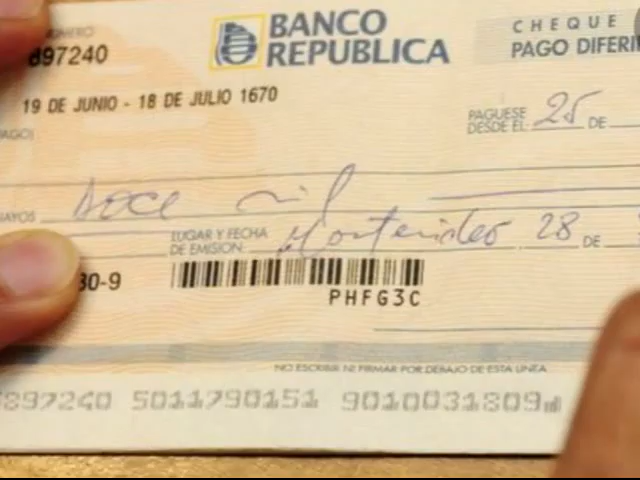 BANCO
REPUBLICA
CHEQUE
PAGO DIFERI
897240
19 DE JUNIO - 18 DE JULIO 1670
PAGUESE
DESDE EL 25 DE
PAGO)
Doce mil
LUGAR Y FECHA
DE EMISION Montevideo 28 DE
30-9
PHFG3C
NO ESCRIBIR NI FIRMAR POR DEBAJO DE ESTA LINEA
897240 5011790151 9010031809